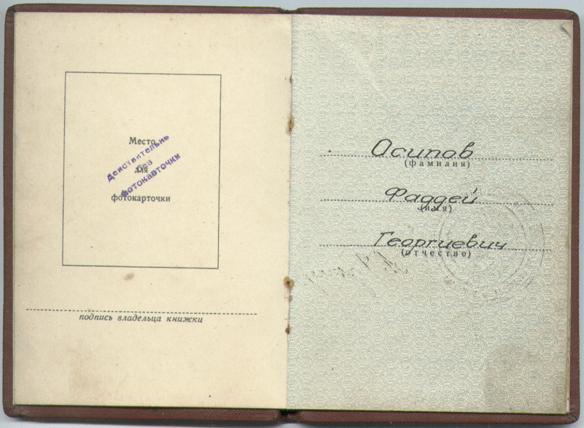 Место
для
фотокарточки
Действительно
без
фотокарточки
подпись владельца книжки
Осипов
(фамилия)
Фаддей
(имя)
Георгиевич
(отчество)